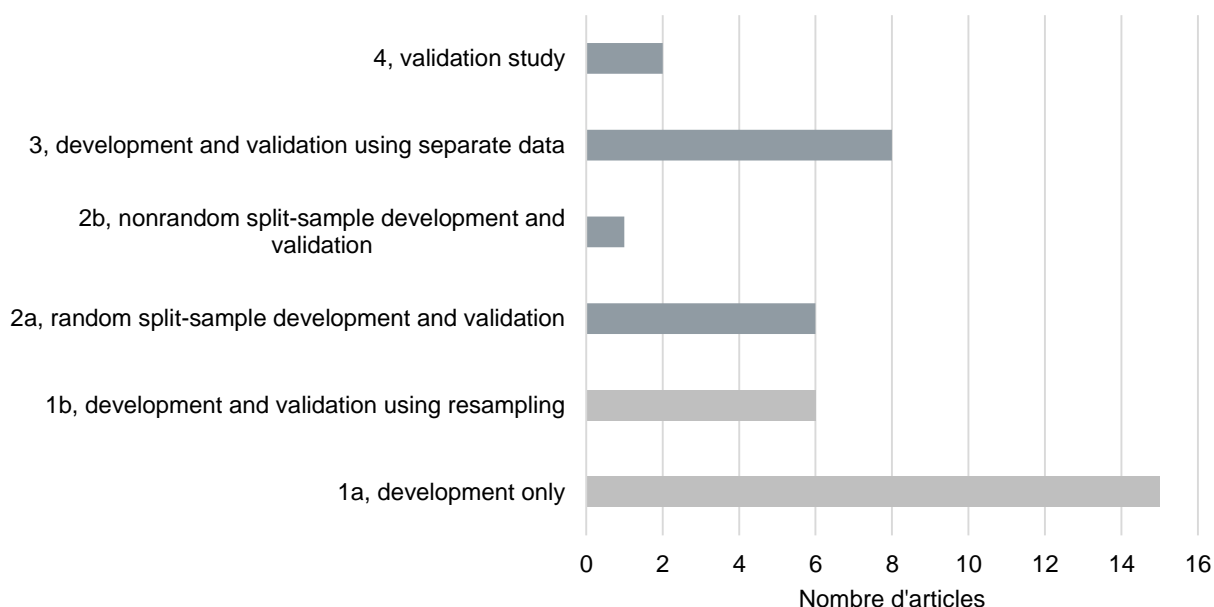 4, validation study
3, development and validation using separate data
2b, nonrandom split-sample development and
validation
2a, random split-sample development and validation
1b, development and validation using resampling
1a, development only
0 2 4 6 8 10 12 14 16
Nombre d'articles